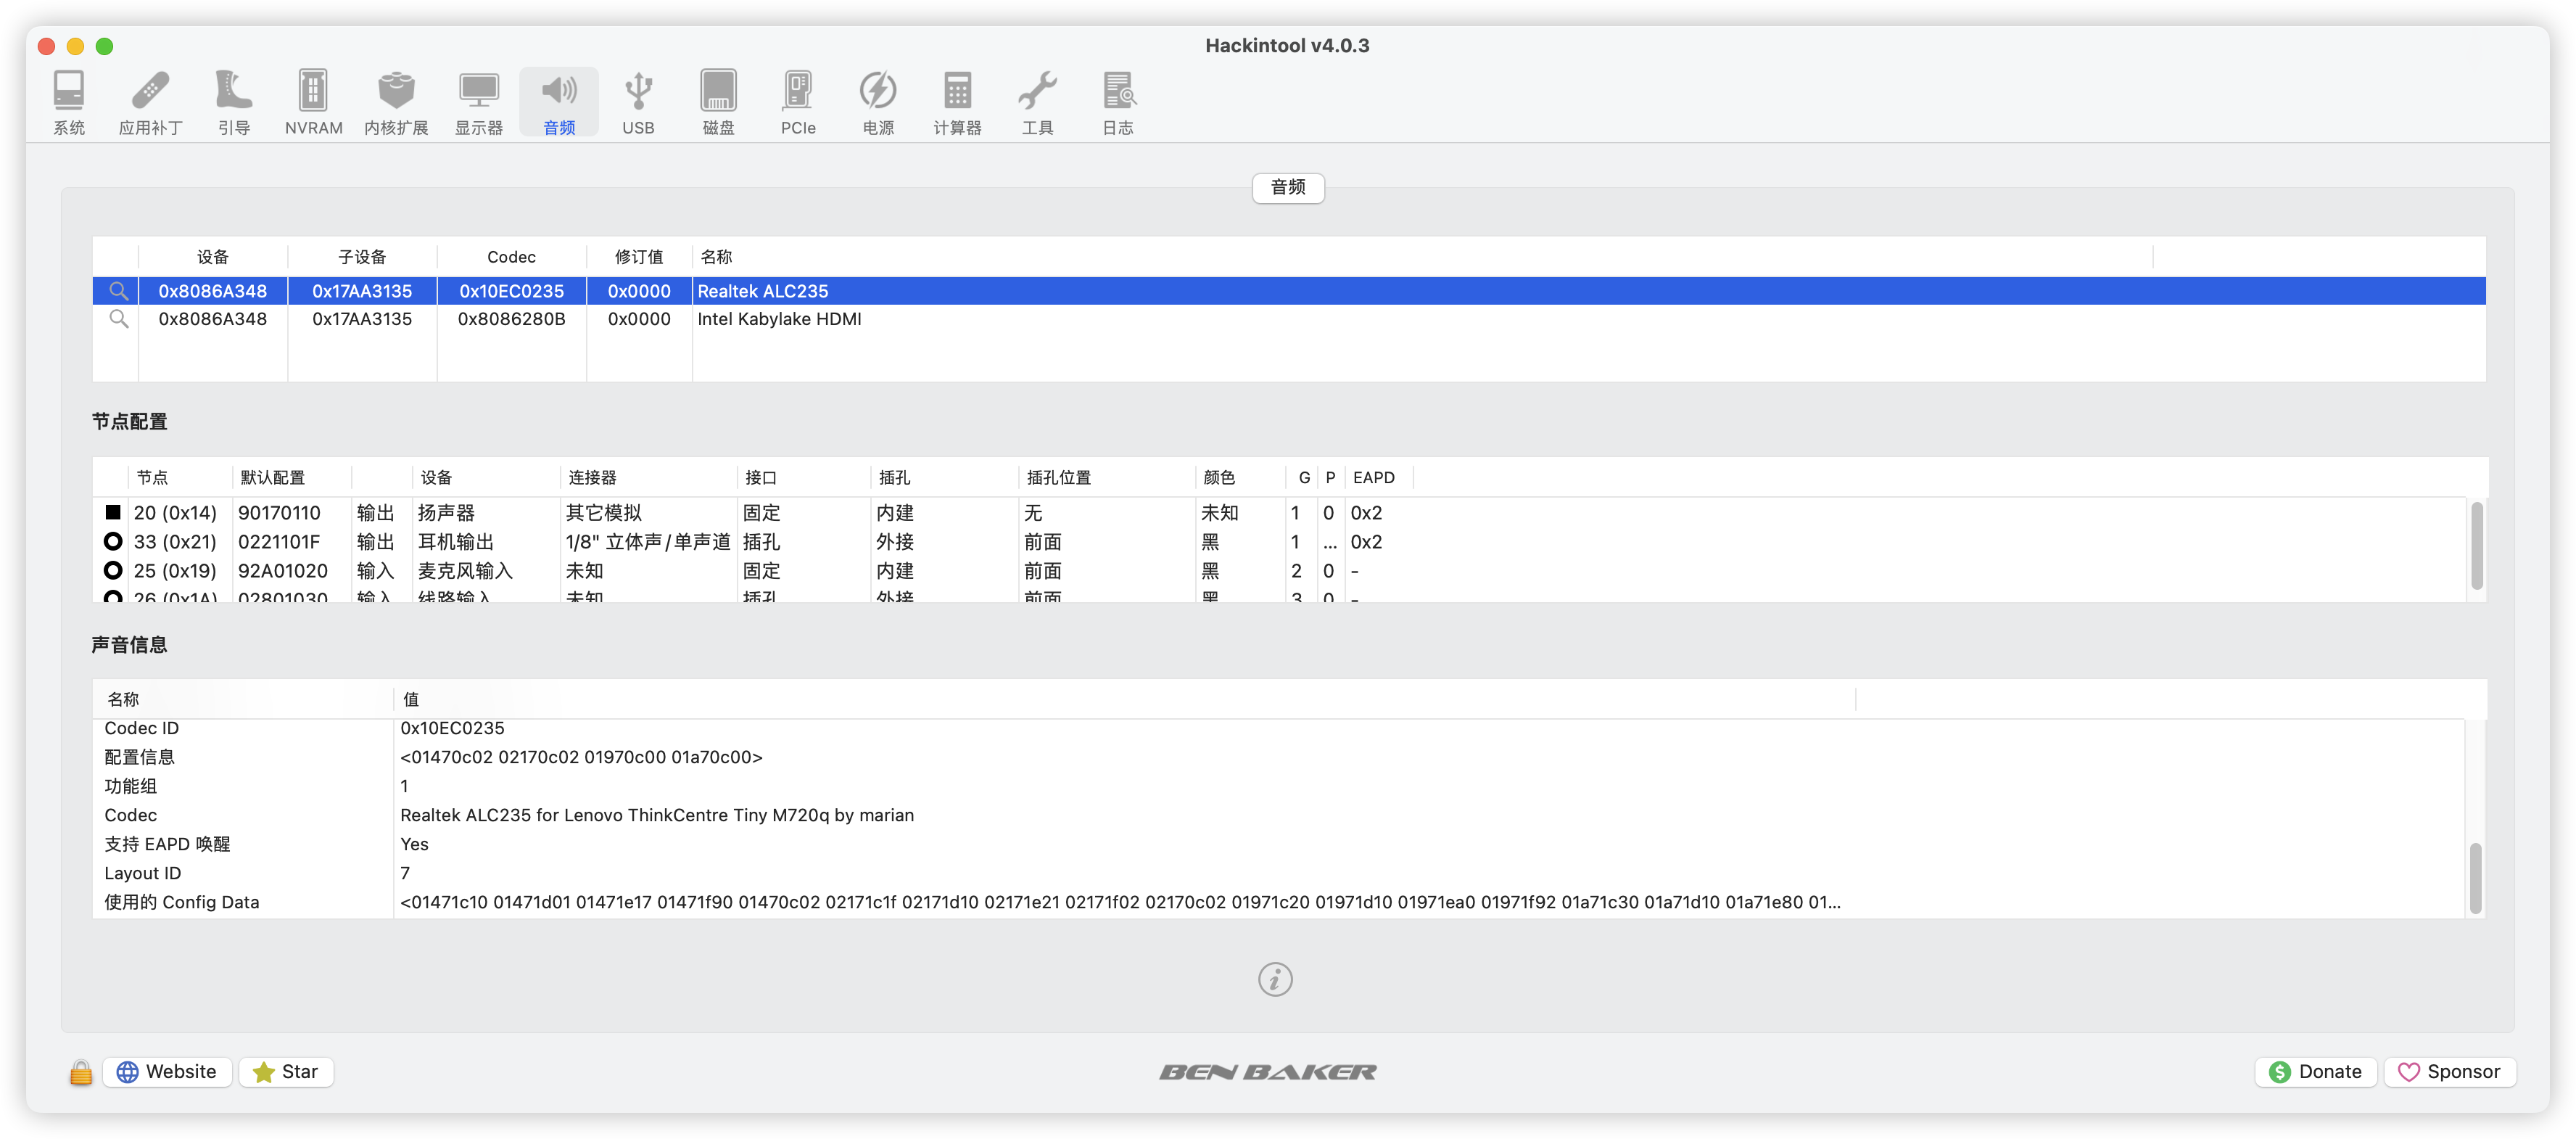 Hackintool v4.0.3
系统 应用补丁 引导 NVRAM 内核扩展 显示器 音频 USB 磁盘 PCIe 电源 计算器 工具 日志
音频
设备 子设备 Codec 修订值 名称
0x8086A348 0x17AA3135 0x10EC0235 0x0000 Realtek ALC235
0x8086A348 0x17AA3135 0x8086280B 0x0000 Intel Kabylake HDMI
节点配置
节点 默认配置 设备 连接器 接口 插孔 插孔位置 颜色 G P EAPD
20 (0x14) 90170110 输出 扬声器 其它模拟 固定 内建 无 未知 1 0 0x2
33 (0x21) 0221101F 输出 耳机输出 1/8" 立体声/单声道 插孔 外接 前面 黑 1 ... 0x2
25 (0x19) 92A01020 输入 麦克风输入 未知 固定 内建 前面 黑 2 0 -
26 (0x1A) 02801030 输入 线路输入 未知 插孔 外接 前面 黑 3 0 -
声音信息
名称 值
Codec ID 0x10EC0235
配置信息 <01470c02 02170c02 01970c00 01a70c00>
功能组 1
Codec Realtek ALC235 for Lenovo ThinkCentre Tiny M720q by marian
支持 EAPD 唤醒 Yes
Layout ID 7
使用的 Config Data <01471c10 01471d01 01471e17 01471f90 01470c02 02171c1f 02171d10 02171e21 02171f02 02170c02 01971c20 01971d10 01971ea0 01971f92 01a71c30 01a71d10 01a71e80 01...
Website Star BEN BAKER Donate Sponsor